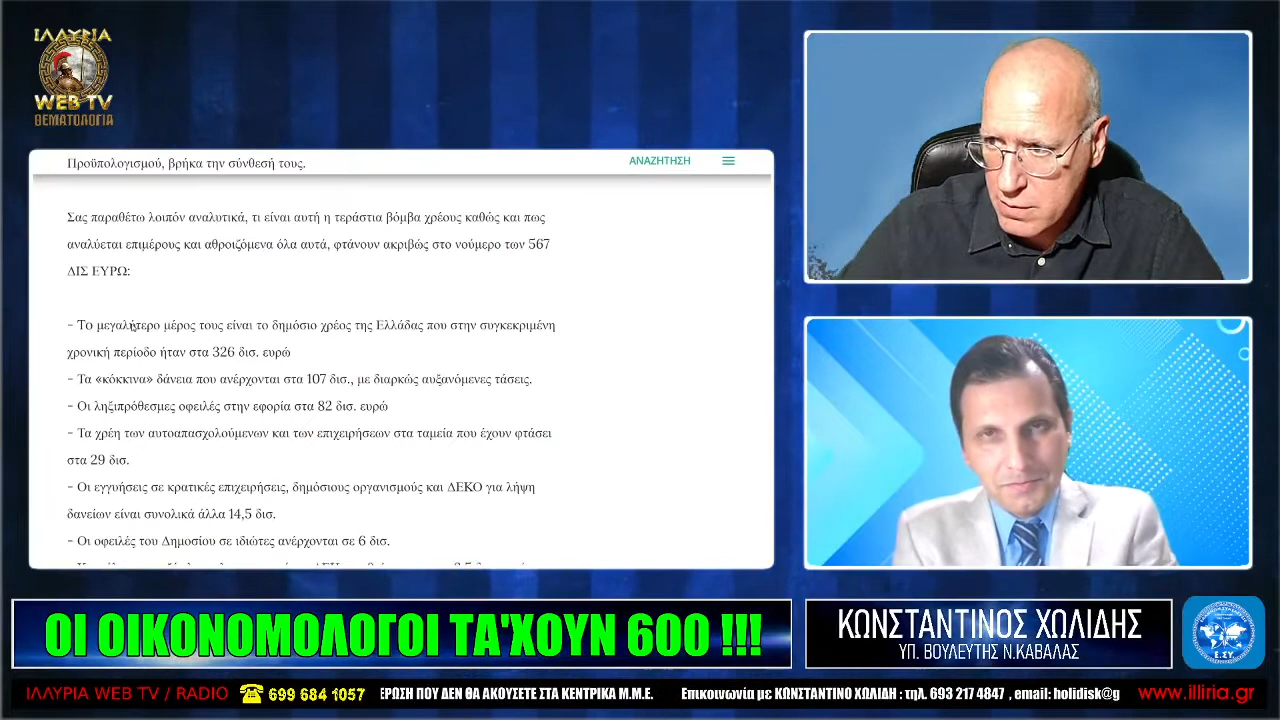 ΙΛΛΥΡΙΑ
WEB TV
ΘΕΜΑΤΟΛΟΓΙΑ
Προϋπολογισμού, βρήκα την σύνθεσή τους.
ΑΝΑΖΗΤΗΣΗ
Σας παραθέτω λοιπόν αναλυτικά, τι είναι αυτή η τεράστια βόμβα χρέους καθώς και πως
αναλύεται επιμέρους και αθροιζόμενα όλα αυτά, φτάνουν ακριβώς στο νούμερο των 567
ΔΙΣ ΕΥΡΩ:
- Το μεγαλήτερο μέρος τους είναι το δημόσιο χρέος της Ελλάδας που στην συγκεκριμένη
χρονική περίοδο ήταν στα 326 δισ. ευρώ
- Τα «κόκκινα» δάνεια που ανέρχονται στα 107 δισ., με διαρκώς αυξανόμενες τάσεις.
- Οι ληξιπρόθεσμες οφειλές στην εφορία στα 82 δισ. ευρώ
- Τα χρέη των αυτοαπασχολούμενων και των επιχειρήσεων στα ταμεία που έχουν φτάσει
στα 29 δισ.
- Οι εγγυήσεις σε κρατικές επιχειρήσεις, δημόσιους οργανισμούς και ΔΕΚΟ για λήψη
δανείων είναι συνολικά άλλα 14,5 δισ.
- Οι οφειλές του Δημοσίου σε ιδιώτες ανέρχονται σε 6 δισ.
ΟΙ ΟΙΚΟΝΟΜΟΛΟΓΟΙ ΤΑ'ΧΟΥΝ 600 !!!
ΚΩΝΣΤΑΝΤΙΝΟΣ ΧΩΛΙΔΗΣ
ΥΠ. ΒΟΥΛΕΥΤΗΣ Ν.ΚΑΒΑΛΑΣ
Ε.ΣΥ.
ΙΛΛΥΡΙΑ WEB TV / RADIO
699 684 1057
ΕΡΩΣΗ ΠΟΥ ΔΕΝ ΘΑ ΑΚΟΥΣΕΤΕ ΣΤΑ ΚΕΝΤΡΙΚΑ Μ.Μ.Ε.
Επικοινωνία με ΚΩΝΣΤΑΝΤΙΝΟ ΧΩΛΙΔΗ : τηλ. 693 217 4847 , email: holidisk@g
www.illiria.gr